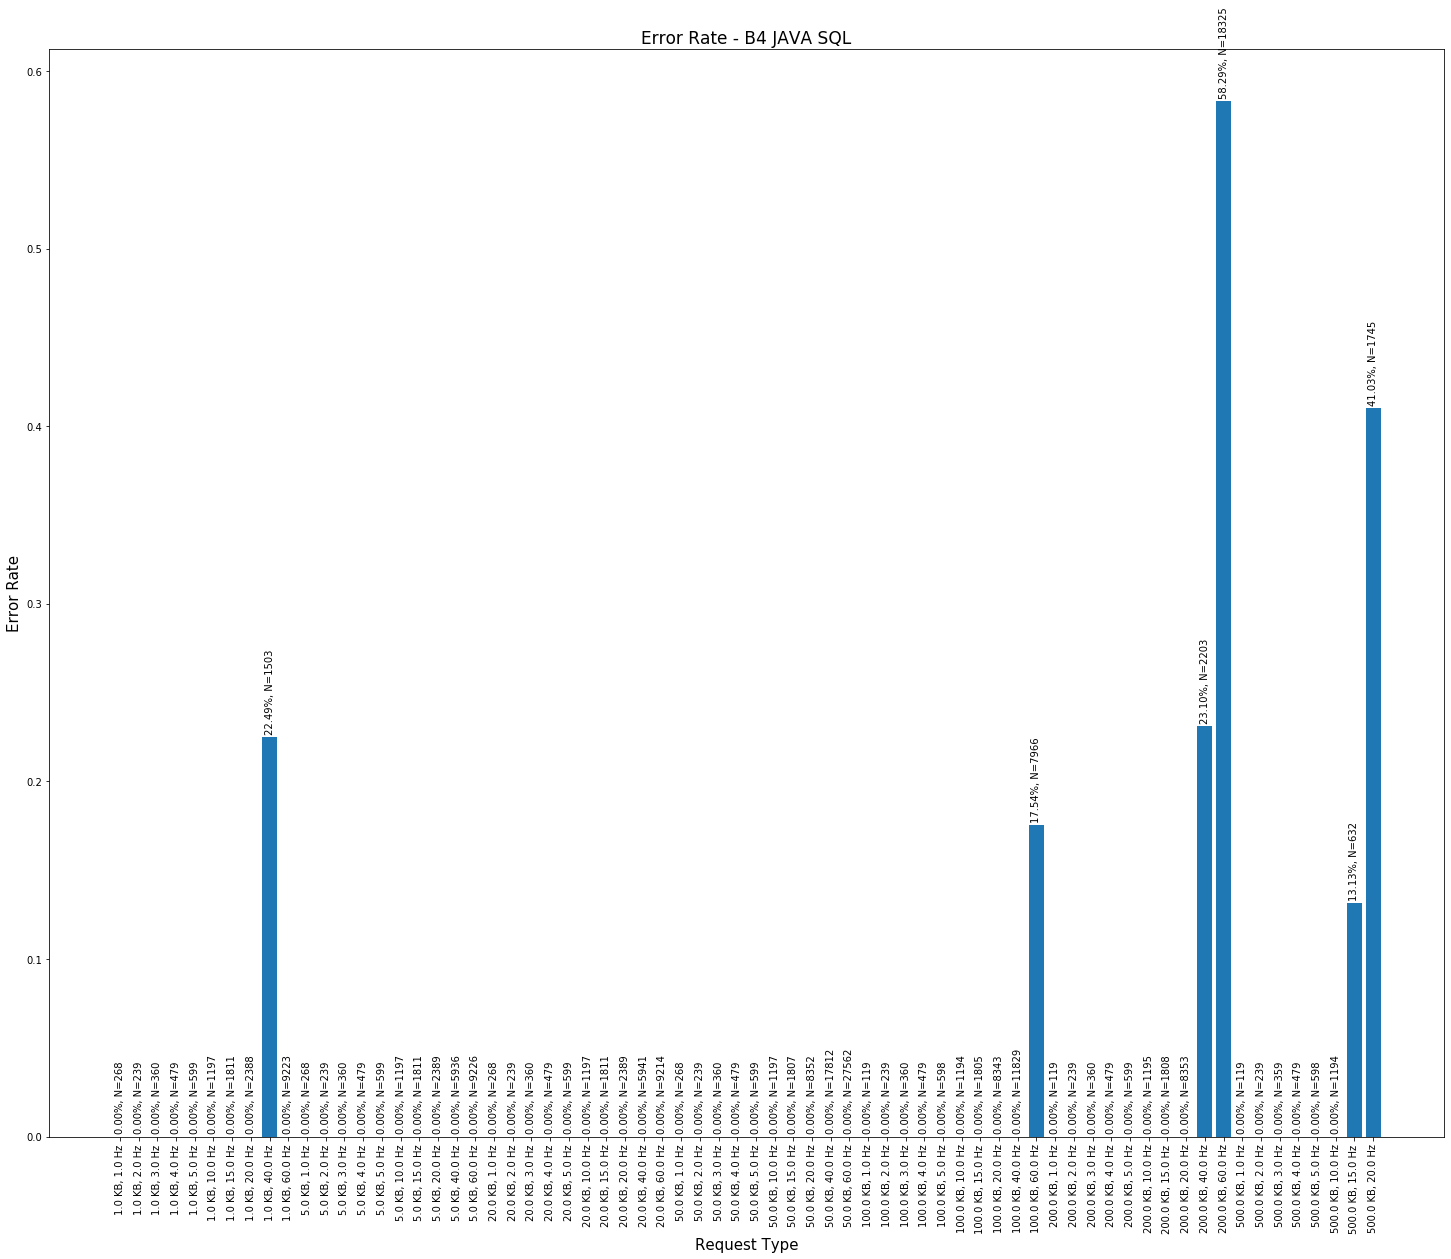 Error Rate - B4 JAVA SQL
Error Rate
0.6
0.5
0.4
0.3
0.2
0.1
0.0
0.00%, N=268
0.00%, N=239
0.00%, N=360
0.00%, N=479
0.00%, N=599
0.00%, N=1197
0.00%, N=1811
0.00%, N=2388
22.49%, N=1503
0.00%, N=9223
0.00%, N=268
0.00%, N=239
0.00%, N=360
0.00%, N=479
0.00%, N=599
0.00%, N=1197
0.00%, N=1811
0.00%, N=2389
0.00%, N=5936
0.00%, N=9226
0.00%, N=268
0.00%, N=239
0.00%, N=360
0.00%, N=479
0.00%, N=599
0.00%, N=1197
0.00%, N=1811
0.00%, N=2389
0.00%, N=5941
0.00%, N=9214
0.00%, N=268
0.00%, N=239
0.00%, N=360
0.00%, N=479
0.00%, N=599
0.00%, N=1197
0.00%, N=1807
0.00%, N=8352
0.00%, N=17812
0.00%, N=27562
0.00%, N=119
0.00%, N=239
0.00%, N=360
0.00%, N=479
0.00%, N=598
0.00%, N=1194
0.00%, N=1805
0.00%, N=8343
0.00%, N=11829
17.54%, N=7966
0.00%, N=119
0.00%, N=239
0.00%, N=360
0.00%, N=479
0.00%, N=599
0.00%, N=1195
0.00%, N=1808
0.00%, N=8353
23.10%, N=2203
58.29%, N=18325
0.00%, N=119
0.00%, N=239
0.00%, N=359
0.00%, N=479
0.00%, N=598
0.00%, N=1194
13.13%, N=632
41.03%, N=1745
1.0 KB, 1.0 Hz
1.0 KB, 2.0 Hz
1.0 KB, 3.0 Hz
1.0 KB, 4.0 Hz
1.0 KB, 5.0 Hz
1.0 KB, 10.0 Hz
1.0 KB, 15.0 Hz
1.0 KB, 20.0 Hz
1.0 KB, 40.0 Hz
1.0 KB, 60.0 Hz
5.0 KB, 1.0 Hz
5.0 KB, 2.0 Hz
5.0 KB, 3.0 Hz
5.0 KB, 4.0 Hz
5.0 KB, 5.0 Hz
5.0 KB, 10.0 Hz
5.0 KB, 15.0 Hz
5.0 KB, 20.0 Hz
5.0 KB, 40.0 Hz
5.0 KB, 60.0 Hz
20.0 KB, 1.0 Hz
20.0 KB, 2.0 Hz
20.0 KB, 3.0 Hz
20.0 KB, 4.0 Hz
20.0 KB, 5.0 Hz
20.0 KB, 10.0 Hz
20.0 KB, 15.0 Hz
20.0 KB, 20.0 Hz
20.0 KB, 40.0 Hz
20.0 KB, 60.0 Hz
50.0 KB, 1.0 Hz
50.0 KB, 2.0 Hz
50.0 KB, 3.0 Hz
50.0 KB, 4.0 Hz
50.0 KB, 5.0 Hz
50.0 KB, 10.0 Hz
50.0 KB, 15.0 Hz
50.0 KB, 20.0 Hz
50.0 KB, 40.0 Hz
50.0 KB, 60.0 Hz
100.0 KB, 1.0 Hz
100.0 KB, 2.0 Hz
100.0 KB, 3.0 Hz
100.0 KB, 4.0 Hz
100.0 KB, 5.0 Hz
100.0 KB, 10.0 Hz
100.0 KB, 15.0 Hz
100.0 KB, 20.0 Hz
100.0 KB, 40.0 Hz
100.0 KB, 60.0 Hz
200.0 KB, 1.0 Hz
200.0 KB, 2.0 Hz
200.0 KB, 3.0 Hz
200.0 KB, 4.0 Hz
200.0 KB, 5.0 Hz
200.0 KB, 10.0 Hz
200.0 KB, 15.0 Hz
200.0 KB, 20.0 Hz
200.0 KB, 40.0 Hz
200.0 KB, 60.0 Hz
500.0 KB, 1.0 Hz
500.0 KB, 2.0 Hz
500.0 KB, 3.0 Hz
500.0 KB, 4.0 Hz
500.0 KB, 5.0 Hz
500.0 KB, 10.0 Hz
500.0 KB, 15.0 Hz
500.0 KB, 20.0 Hz
Request Type